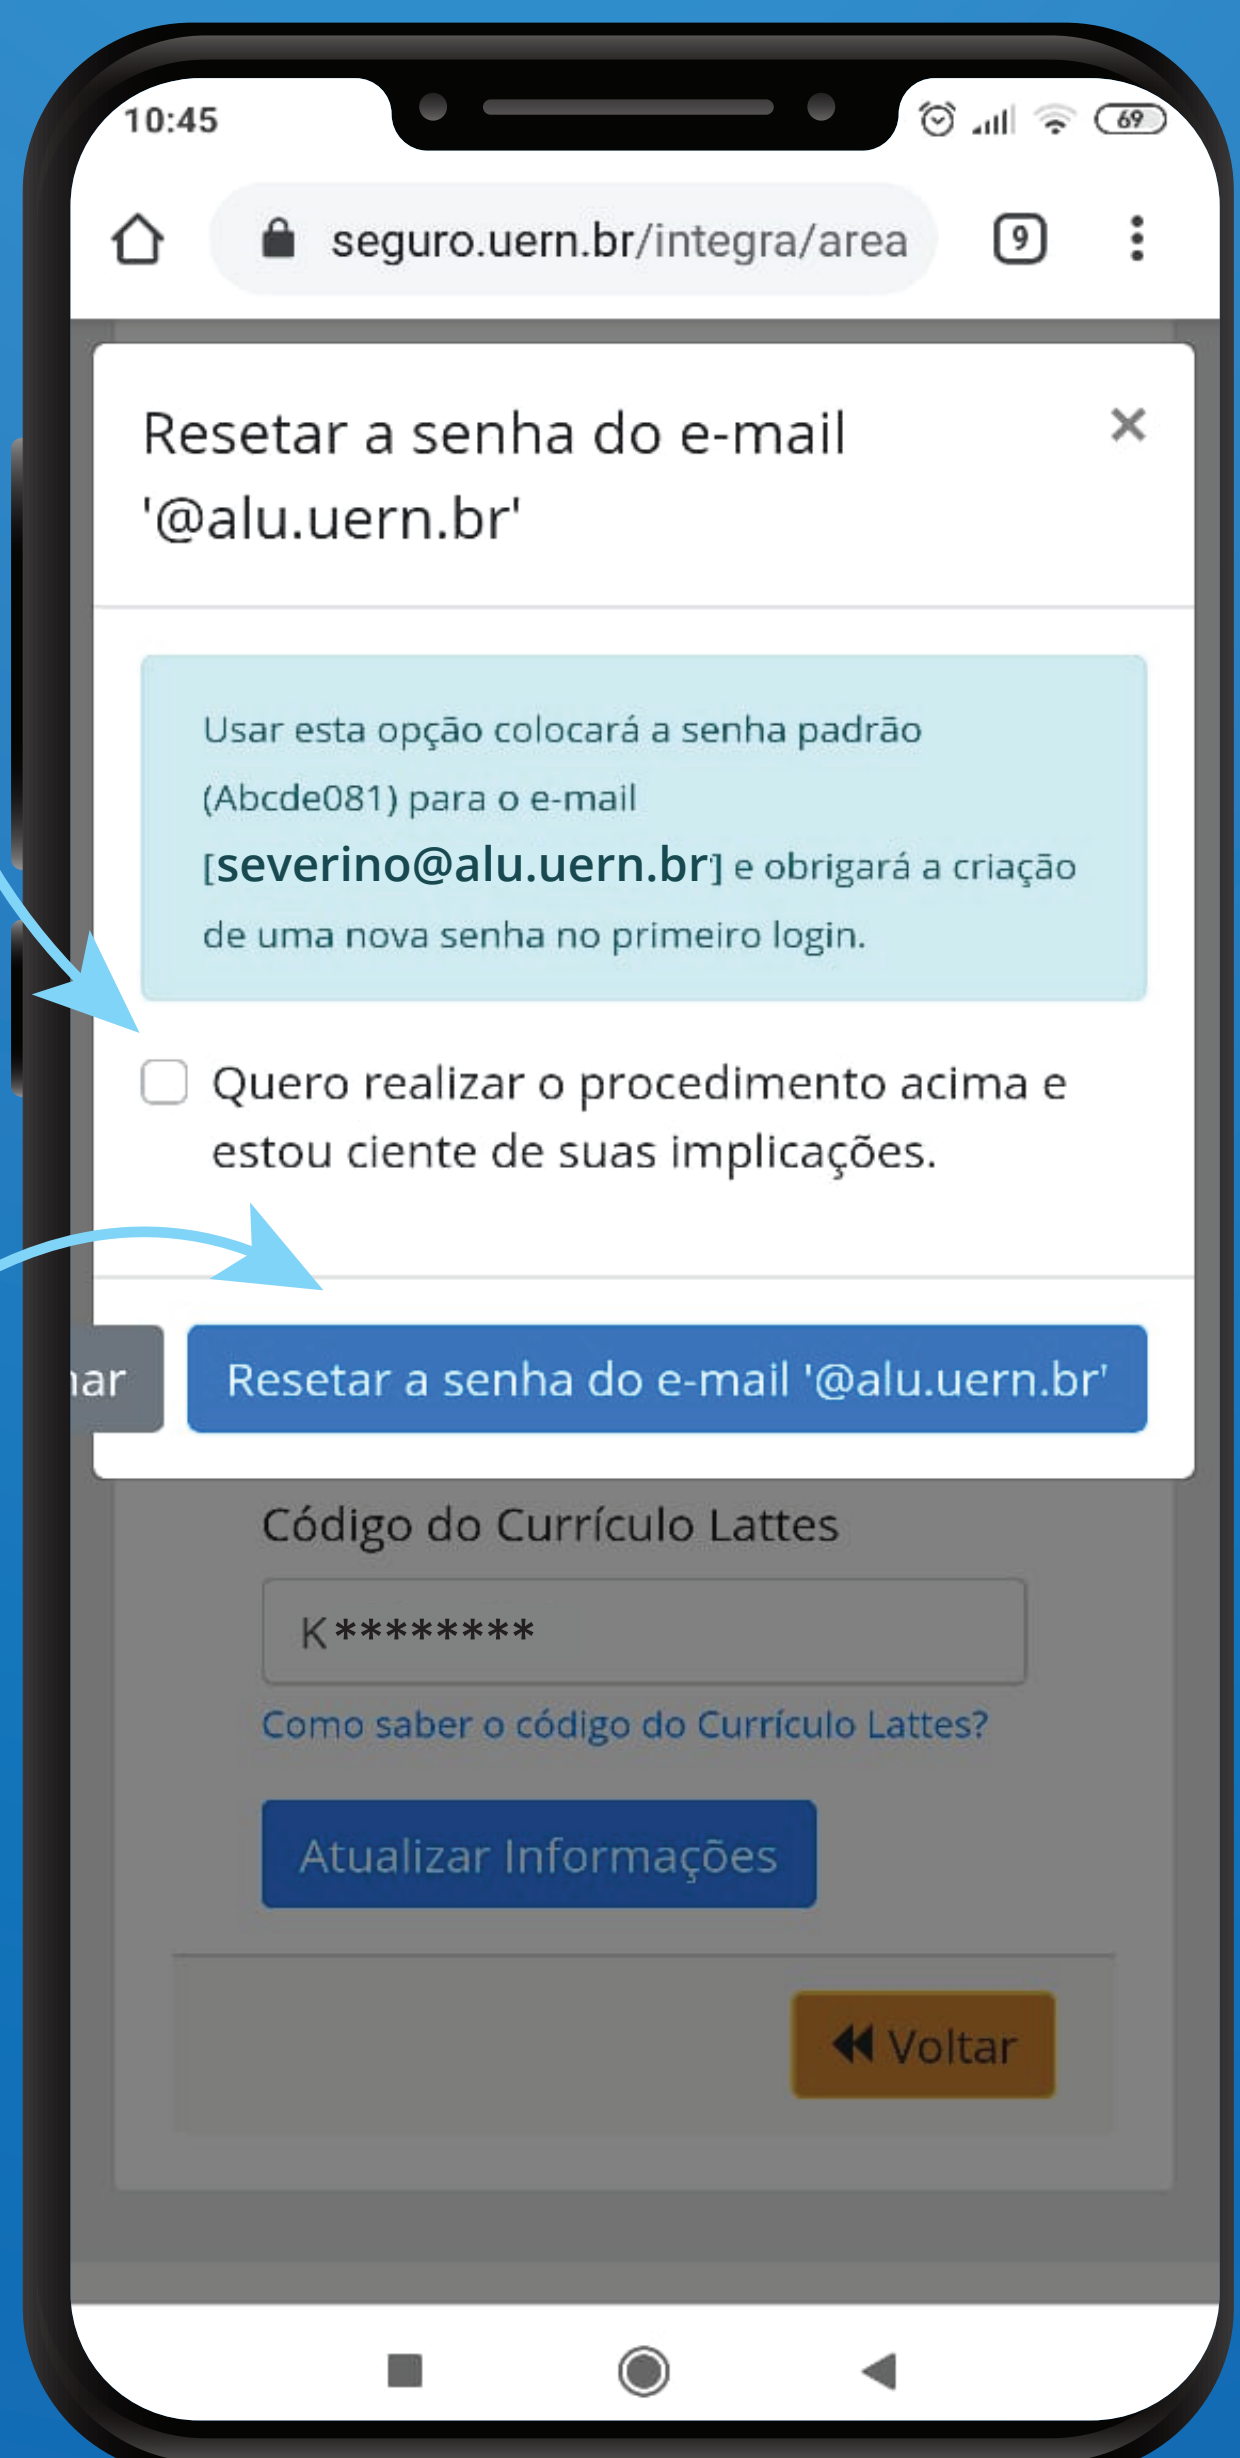 10:45
69
seguro.uern.br/integra/area
9
Resetar a senha do e-mail
'@alu.uern.br'
×
Usar esta opção colocará a senha padrão
(Abcde081) para o e-mail
[severino@alu.uern.br] e obrigará a criação
de uma nova senha no primeiro login.
Quero realizar o procedimento acima e
estou ciente de suas implicações.
ar
Resetar a senha do e-mail '@alu.uern.br'
Código do Currículo Lattes
K********
Como saber o código do Currículo Lattes?
Atualizar Informações
Voltar